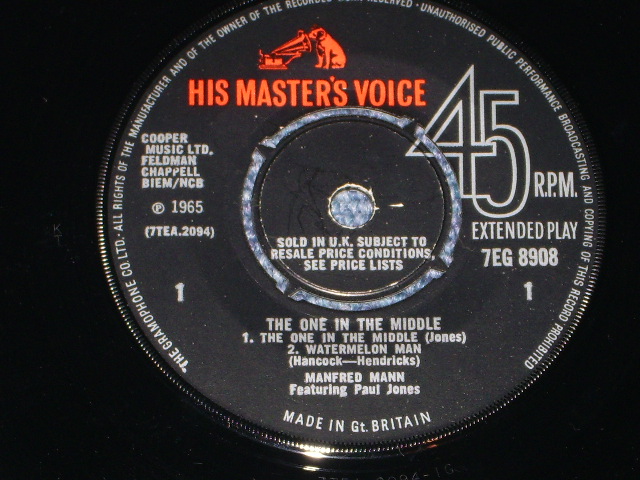 "THE GRAMOPHONE CO. LTD. · ALL RIGHTS OF THE MANUFACTURER AND OF THE OWNER OF THE RECORDED WORK RESERVED · UNAUTHORISED PUBLIC PERFORMANCE BROADCASTING AND COPYING OF THIS RECORD PROHIBITED
HIS MASTER'S VOICE
45
R.P.M.
EXTENDED PLAY
7EG 8908
COOPER
MUSIC LTD.
FELDMAN
CHAPPELL
BIEM/NCB
℗ 1965
(7TEA.2094)
SOLD IN U.K. SUBJECT TO
RESALE PRICE CONDITIONS,
SEE PRICE LISTS
1
1
THE ONE IN THE MIDDLE
1. THE ONE IN THE MIDDLE (Jones)
2. WATERMELON MAN
(Hancock—Hendricks)
MANFRED MANN
Featuring Paul Jones
MADE IN Gt. BRITAIN